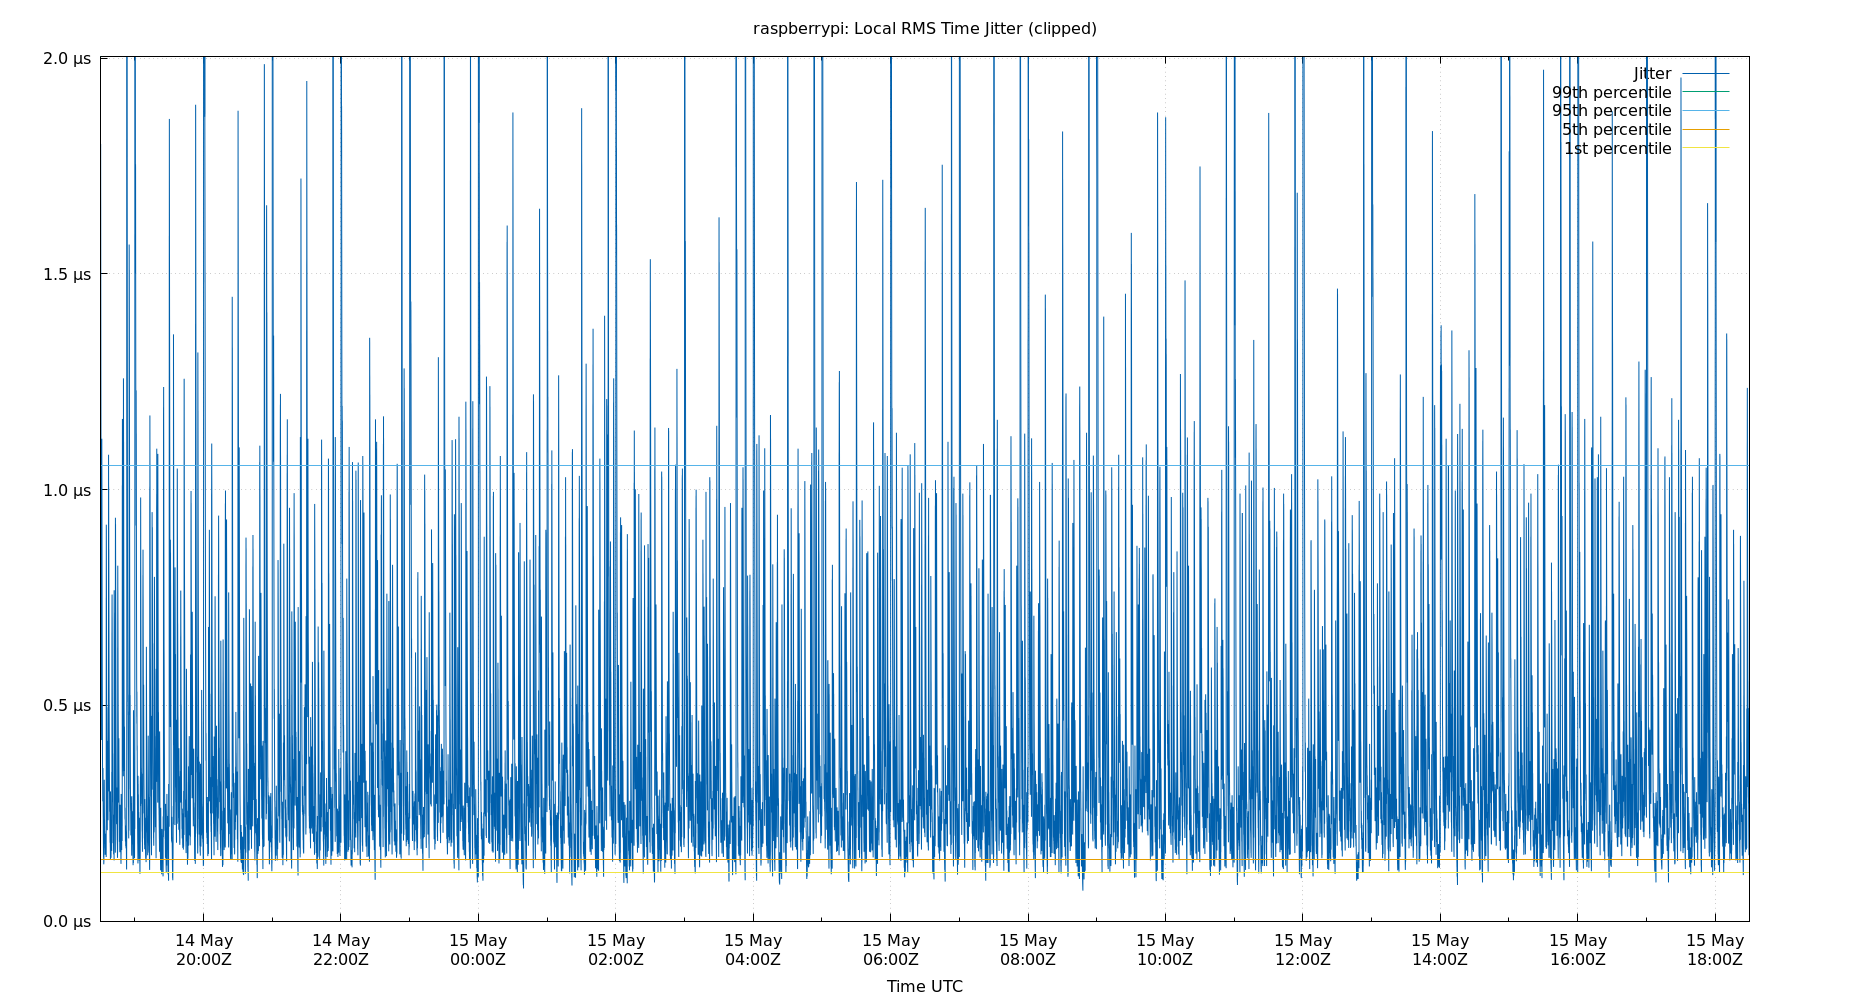 raspberrypi: Local RMS Time Jitter (clipped)
2.0 µs
1.5 µs
1.0 µs
0.5 µs
0.0 µs
Jitter
99th percentile
95th percentile
5th percentile
1st percentile
14 May 14 May 15 May 15 May 15 May 15 May 15 May 15 May 15 May 15 May 15 May 15 May
20:00Z 22:00Z 00:00Z 02:00Z 04:00Z 06:00Z 08:00Z 10:00Z 12:00Z 14:00Z 16:00Z 18:00Z
Time UTC